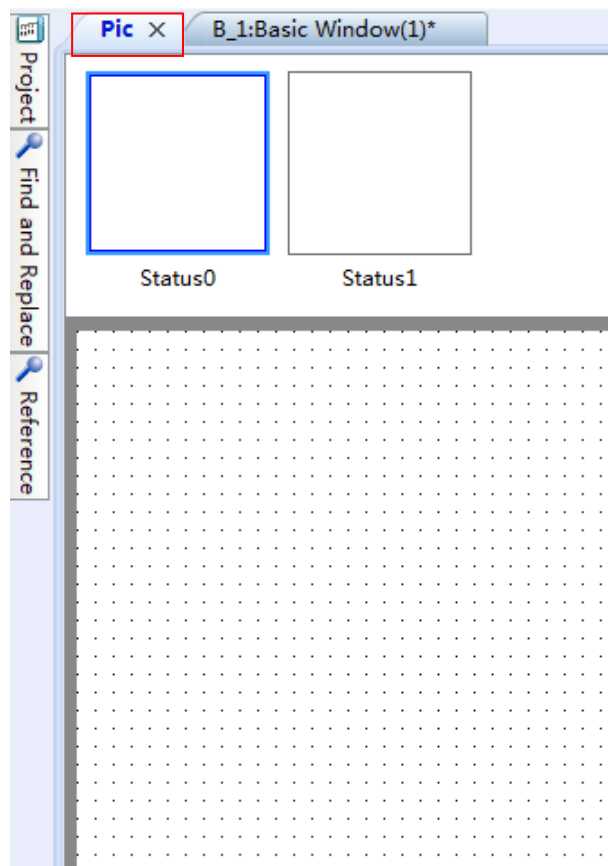 Pic
B_1:Basic Window(1)*
Project
Find and Replace
Reference
Status0
Status1